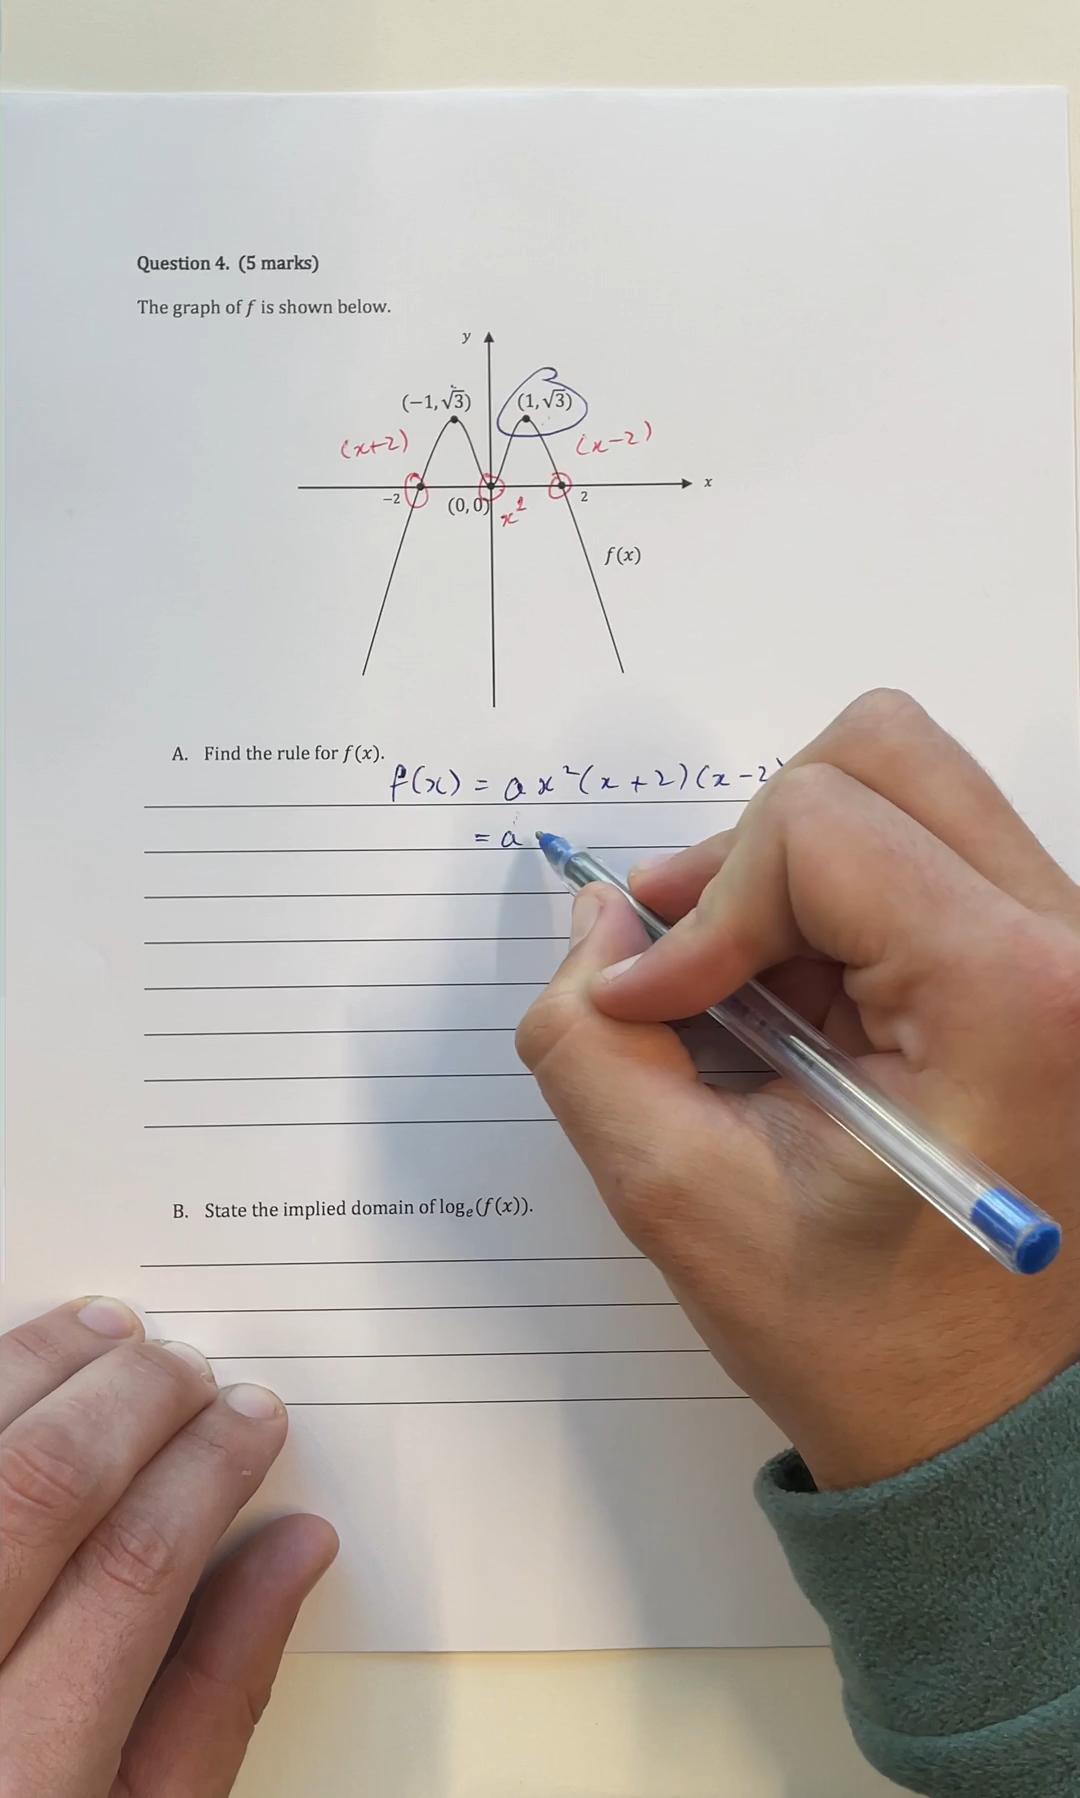 Question 4. (5 marks)
The graph of f is shown below.
y
(−1, √3)
(1, √3)
(x+2)
(x−2)
x
−2
(0, 0)
x²
2
f(x)
A. Find the rule for f(x).
f(x) = a x² (x + 2) (x − 2)
= a
B. State the implied domain of logₑ(f(x)).